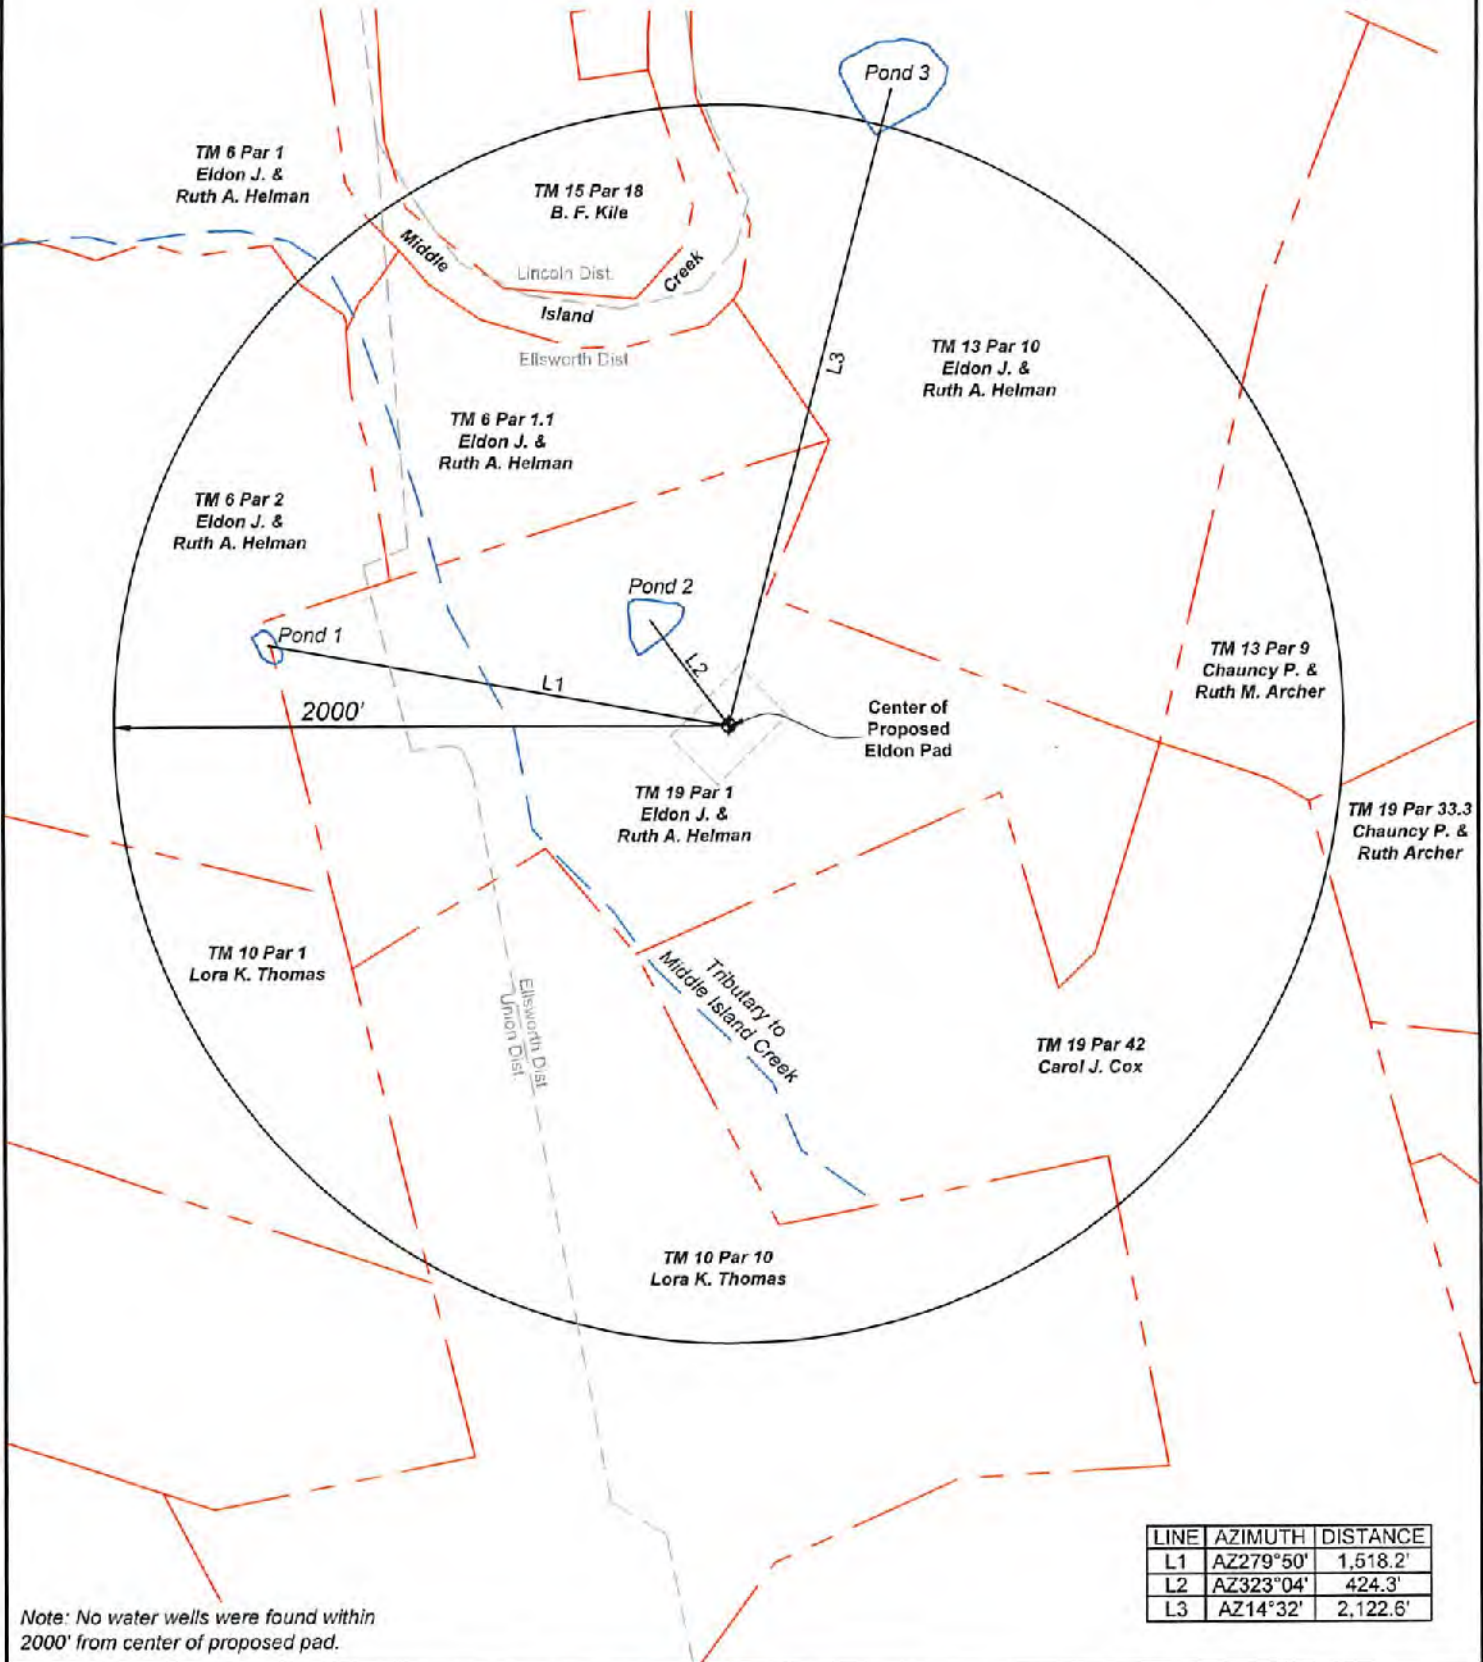 Pond 3
TM 6 Par 1
Eldon J. &
Ruth A. Helman
TM 15 Par 18
B. F. Kile
Middle
Island
Creek
Lincoln Dist.
Ellsworth Dist
L3
TM 13 Par 10
Eldon J. &
Ruth A. Helman
TM 6 Par 1.1
Eldon J. &
Ruth A. Helman
TM 6 Par 2
Eldon J. &
Ruth A. Helman
Pond 2
Pond 1
L2
L1
2000'
TM 13 Par 9
Chauncy P. &
Ruth M. Archer
Center of
Proposed
Eldon Pad
TM 19 Par 1
Eldon J. &
Ruth A. Helman
TM 19 Par 33.3
Chauncy P. &
Ruth Archer
TM 10 Par 1
Lora K. Thomas
Tributary to
Middle Island Creek
Ellsworth Dist
Union Dist.
TM 19 Par 42
Carol J. Cox
TM 10 Par 10
Lora K. Thomas
LINE AZIMUTH DISTANCE
L1 AZ279°50' 1,518.2'
L2 AZ323°04' 424.3'
L3 AZ14°32' 2,122.6'
Note: No water wells were found within
2000' from center of proposed pad.